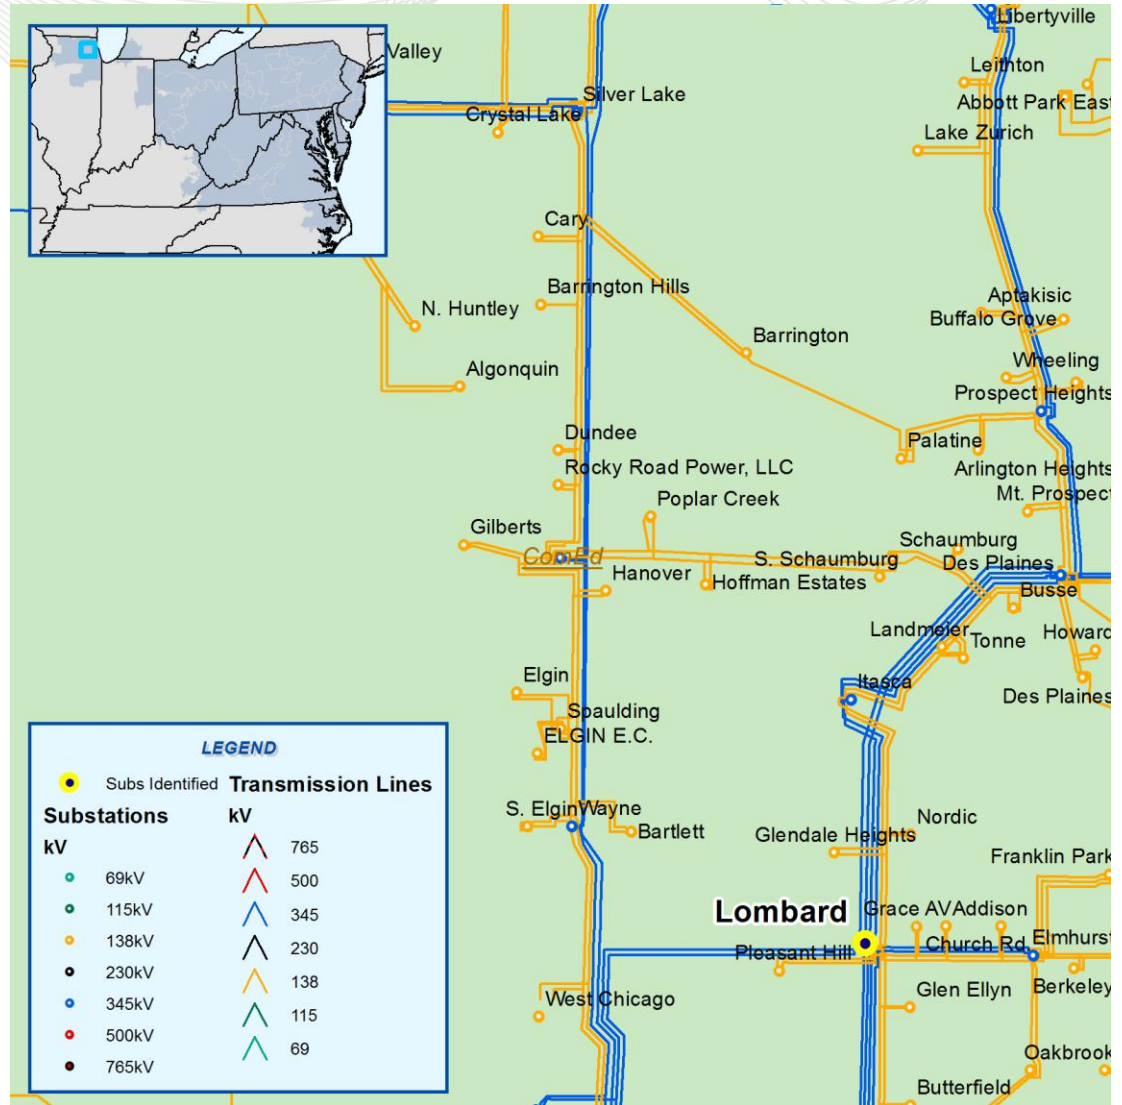 Libertyville
Valley
Leithton
Silver Lake
Abbott Park East
Crystal Lake
Lake Zurich
Cary
Barrington Hills
Aptakisic
N. Huntley
Buffalo Grove
Barrington
Wheeling
Algonquin
Prospect Heights
Dundee
Palatine
Rocky Road Power, LLC
Arlington Heights
Poplar Creek
Mt. Prospect
Gilberts
Schaumburg
ComEd
S. Schaumburg
Des Plaines
Hanover
Hoffman Estates
Busse
Landmeier
Tonne
Howard
Elgin
Itasca
Des Plaines
Spaulding
ELGIN E.C.
S. Elgin
Wayne
Bartlett
Nordic
Glendale Heights
Franklin Park
Lombard
Grace AV
Addison
Pleasant Hill
Church Rd.
Elmhurst
West Chicago
Glen Ellyn
Berkeley
Oakbrook
Butterfield
LEGEND
Subs Identified
Substations
kV
69kV
115kV
138kV
230kV
345kV
500kV
765kV
Transmission Lines
kV
765
500
345
230
138
115
69